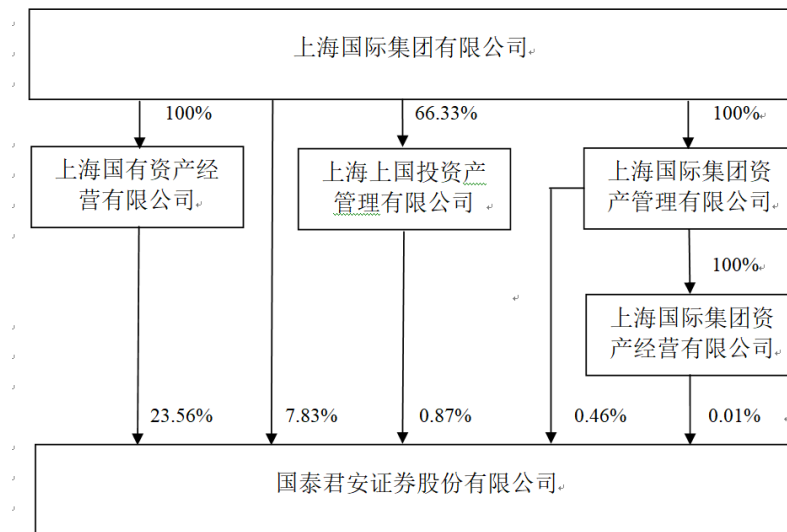 上海国际集团有限公司
100%
66.33%
100%
上海国有资产经
营有限公司
上海上国投资产
管理有限公司
上海国际集团资
产管理有限公司
100%
上海国际集团资
产经营有限公司
23.56%
7.83%
0.87%
0.46%
0.01%
国泰君安证券股份有限公司